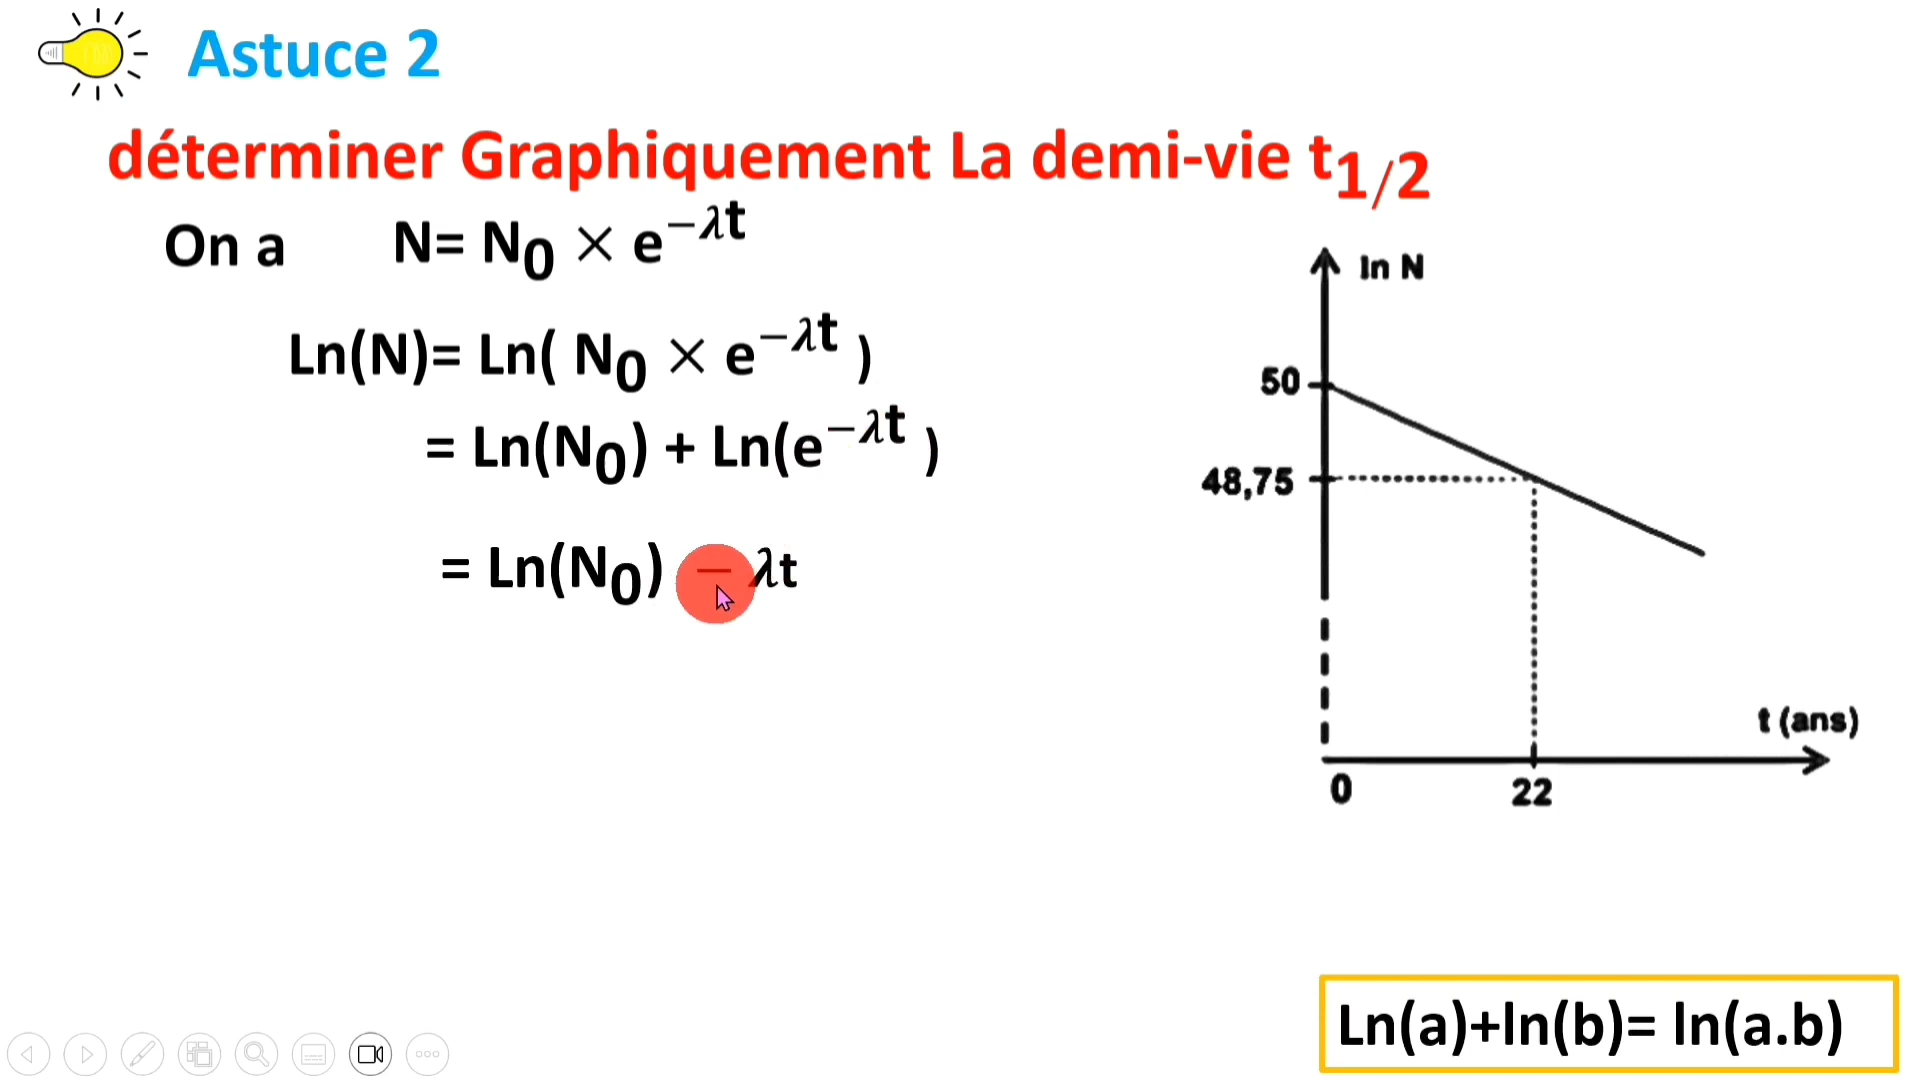 Astuce 2
déterminer Graphiquement La demi-vie t1/2
On a N= N0 × e−λt
Ln(N)= Ln( N0 × e−λt )
= Ln(N0) + Ln(e−λt )
= Ln(N0) − λt
ln N
50
48,75
t (ans)
0 22
Ln(a)+ln(b)= ln(a.b)